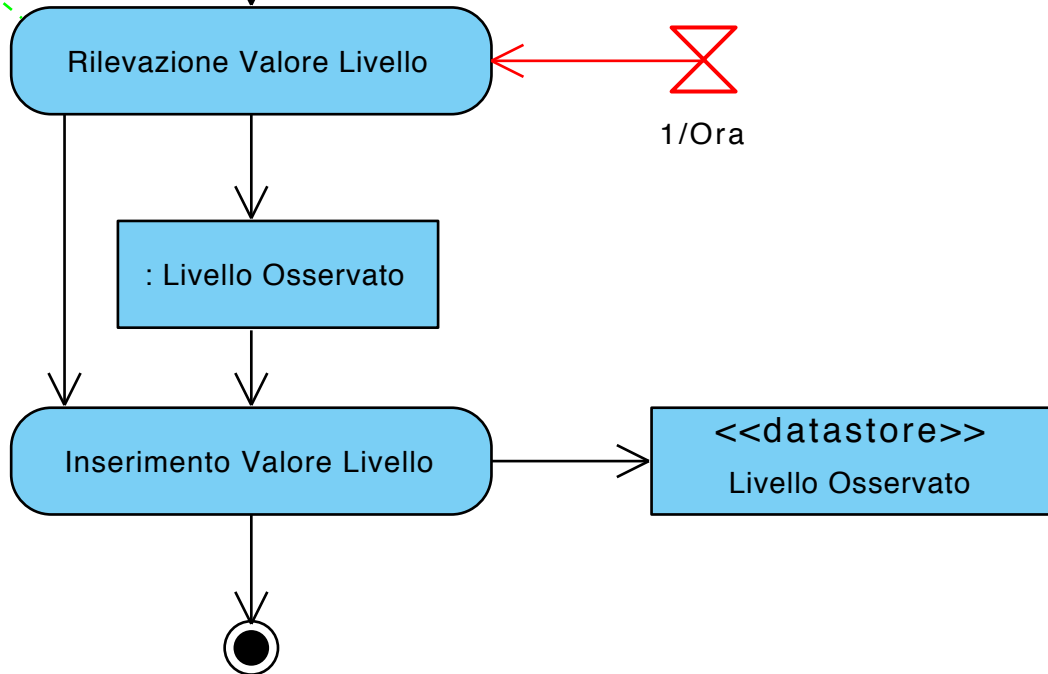 Rilevazione Valore Livello
1/Ora
: Livello Osservato
Inserimento Valore Livello
<<datastore>>
Livello Osservato